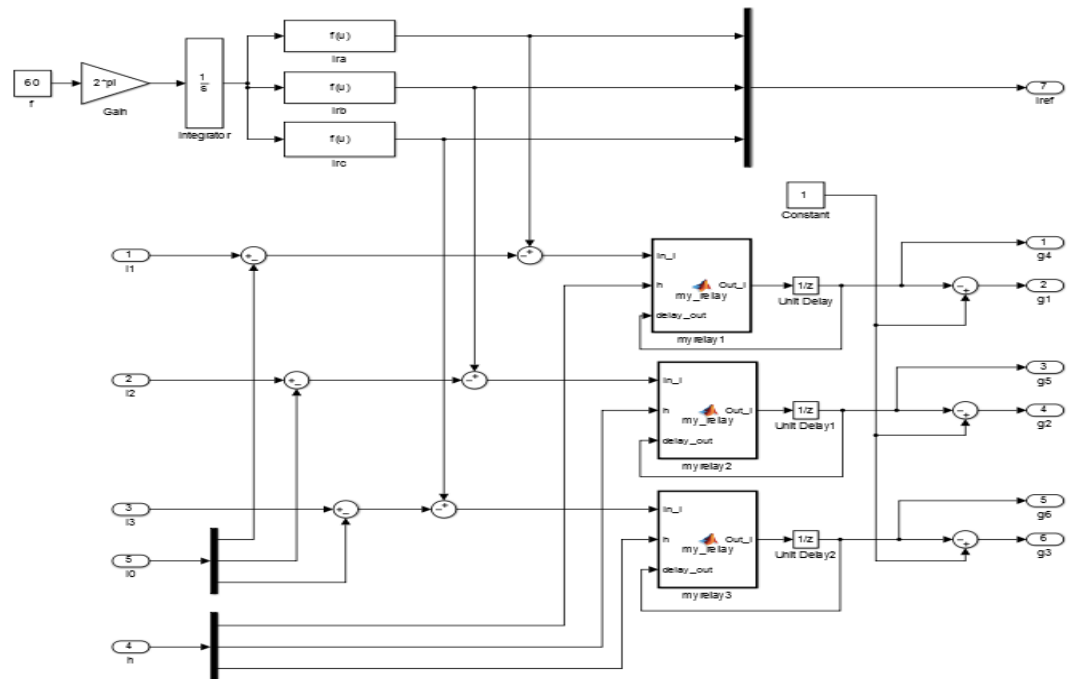 f(u)
Ira
60
f
2*pi
Gain
1
s
Integrator
f(u)
Irb
f(u)
Irc
7
Iref
1
Constant
1
I1
+
-
-
+
In_i
h
delay_out
my_relay
Out_i
myrelay1
1/z
Unit Delay
1
g4
-
+
2
g1
2
I2
+
-
-
+
In_i
h
delay_out
my_relay
Out_i
myrelay2
1/z
Unit Delay1
3
g5
-
+
4
g2
3
I3
+
-
-
+
In_i
h
delay_out
my_relay
Out_i
myrelay3
1/z
Unit Delay2
5
g6
-
+
6
g3
5
I0
4
h